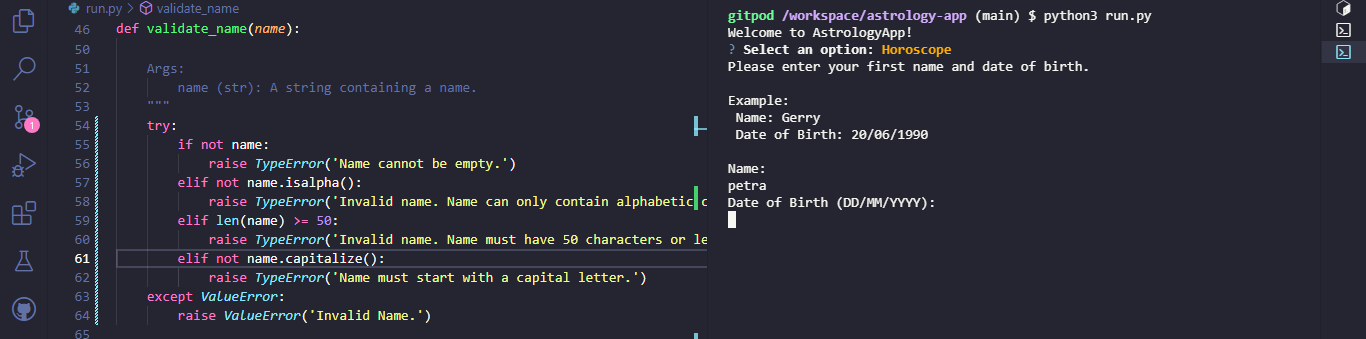 run.py > validate_name
46 def validate_name(name):
50
51 Args:
52 name (str): A string containing a name.
53 """
54 try:
55 if not name:
56 raise TypeError('Name cannot be empty.')
57 elif not name.isalpha():
58 raise TypeError('Invalid name. Name can only contain alphabetic c
59 elif len(name) >= 50:
60 raise TypeError('Invalid name. Name must have 50 characters or le
61 elif not name.capitalize():
62 raise TypeError('Name must start with a capital letter.')
63 except ValueError:
64 raise ValueError('Invalid Name.')
65
1
gitpod /workspace/astrology-app (main) $ python3 run.py
Welcome to AstrologyApp!
? Select an option: Horoscope
Please enter your first name and date of birth.
Example:
Name: Gerry
Date of Birth: 20/06/1990
Name:
petra
Date of Birth (DD/MM/YYYY):